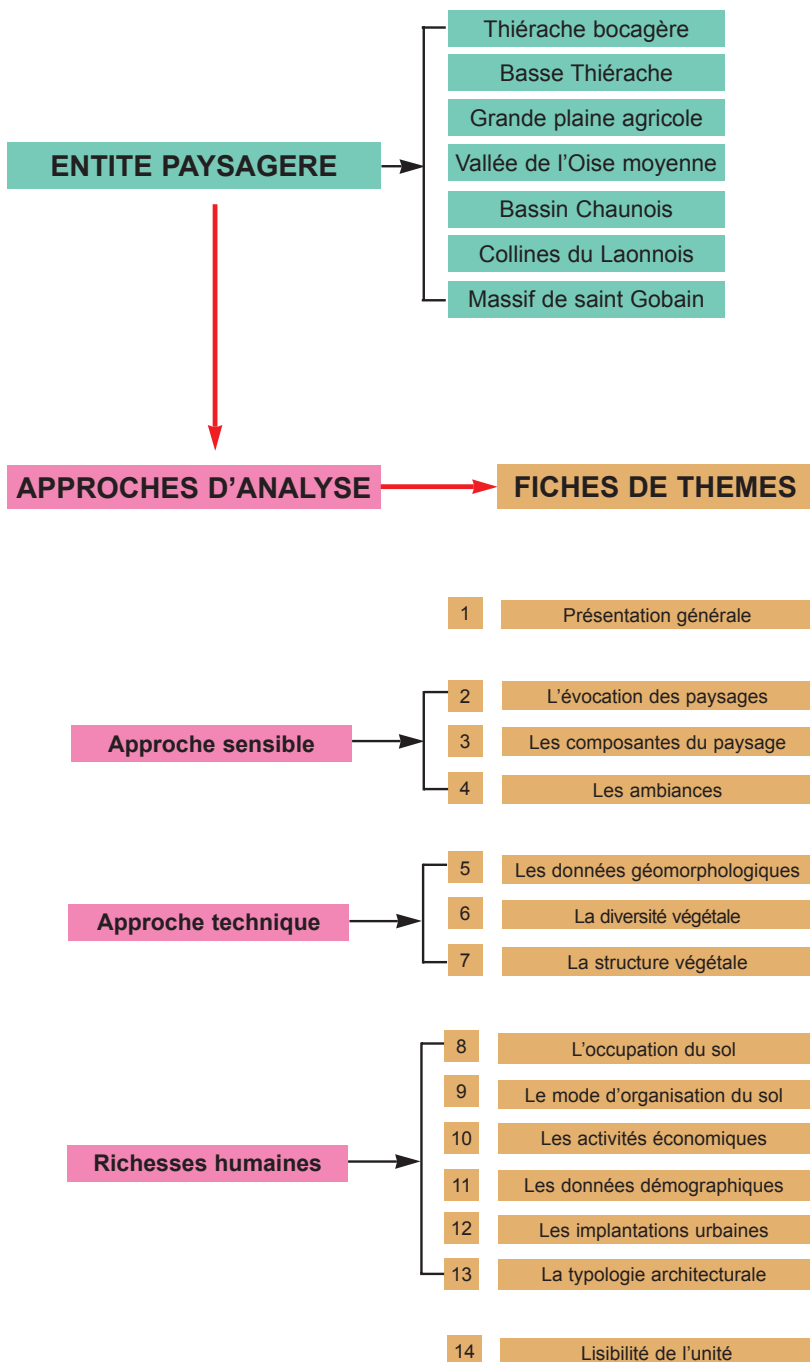 Thiérache bocagère
Basse Thiérache
Grande plaine agricole
ENTITE PAYSAGERE
Vallée de l’Oise moyenne
Bassin Chaunois
Collines du Laonnois
Massif de saint Gobain
APPROCHES D’ANALYSE
FICHES DE THEMES
1 Présentation générale
2 L’évocation des paysages
Approche sensible
3 Les composantes du paysage
4 Les ambiances
5 Les données géomorphologiques
Approche technique
6 La diversité végétale
7 La structure végétale
8 L’occupation du sol
9 Le mode d’organisation du sol
10 Les activités économiques
Richesses humaines
11 Les données démographiques
12 Les implantations urbaines
13 La typologie architecturale
14 Lisibilité de l’unité